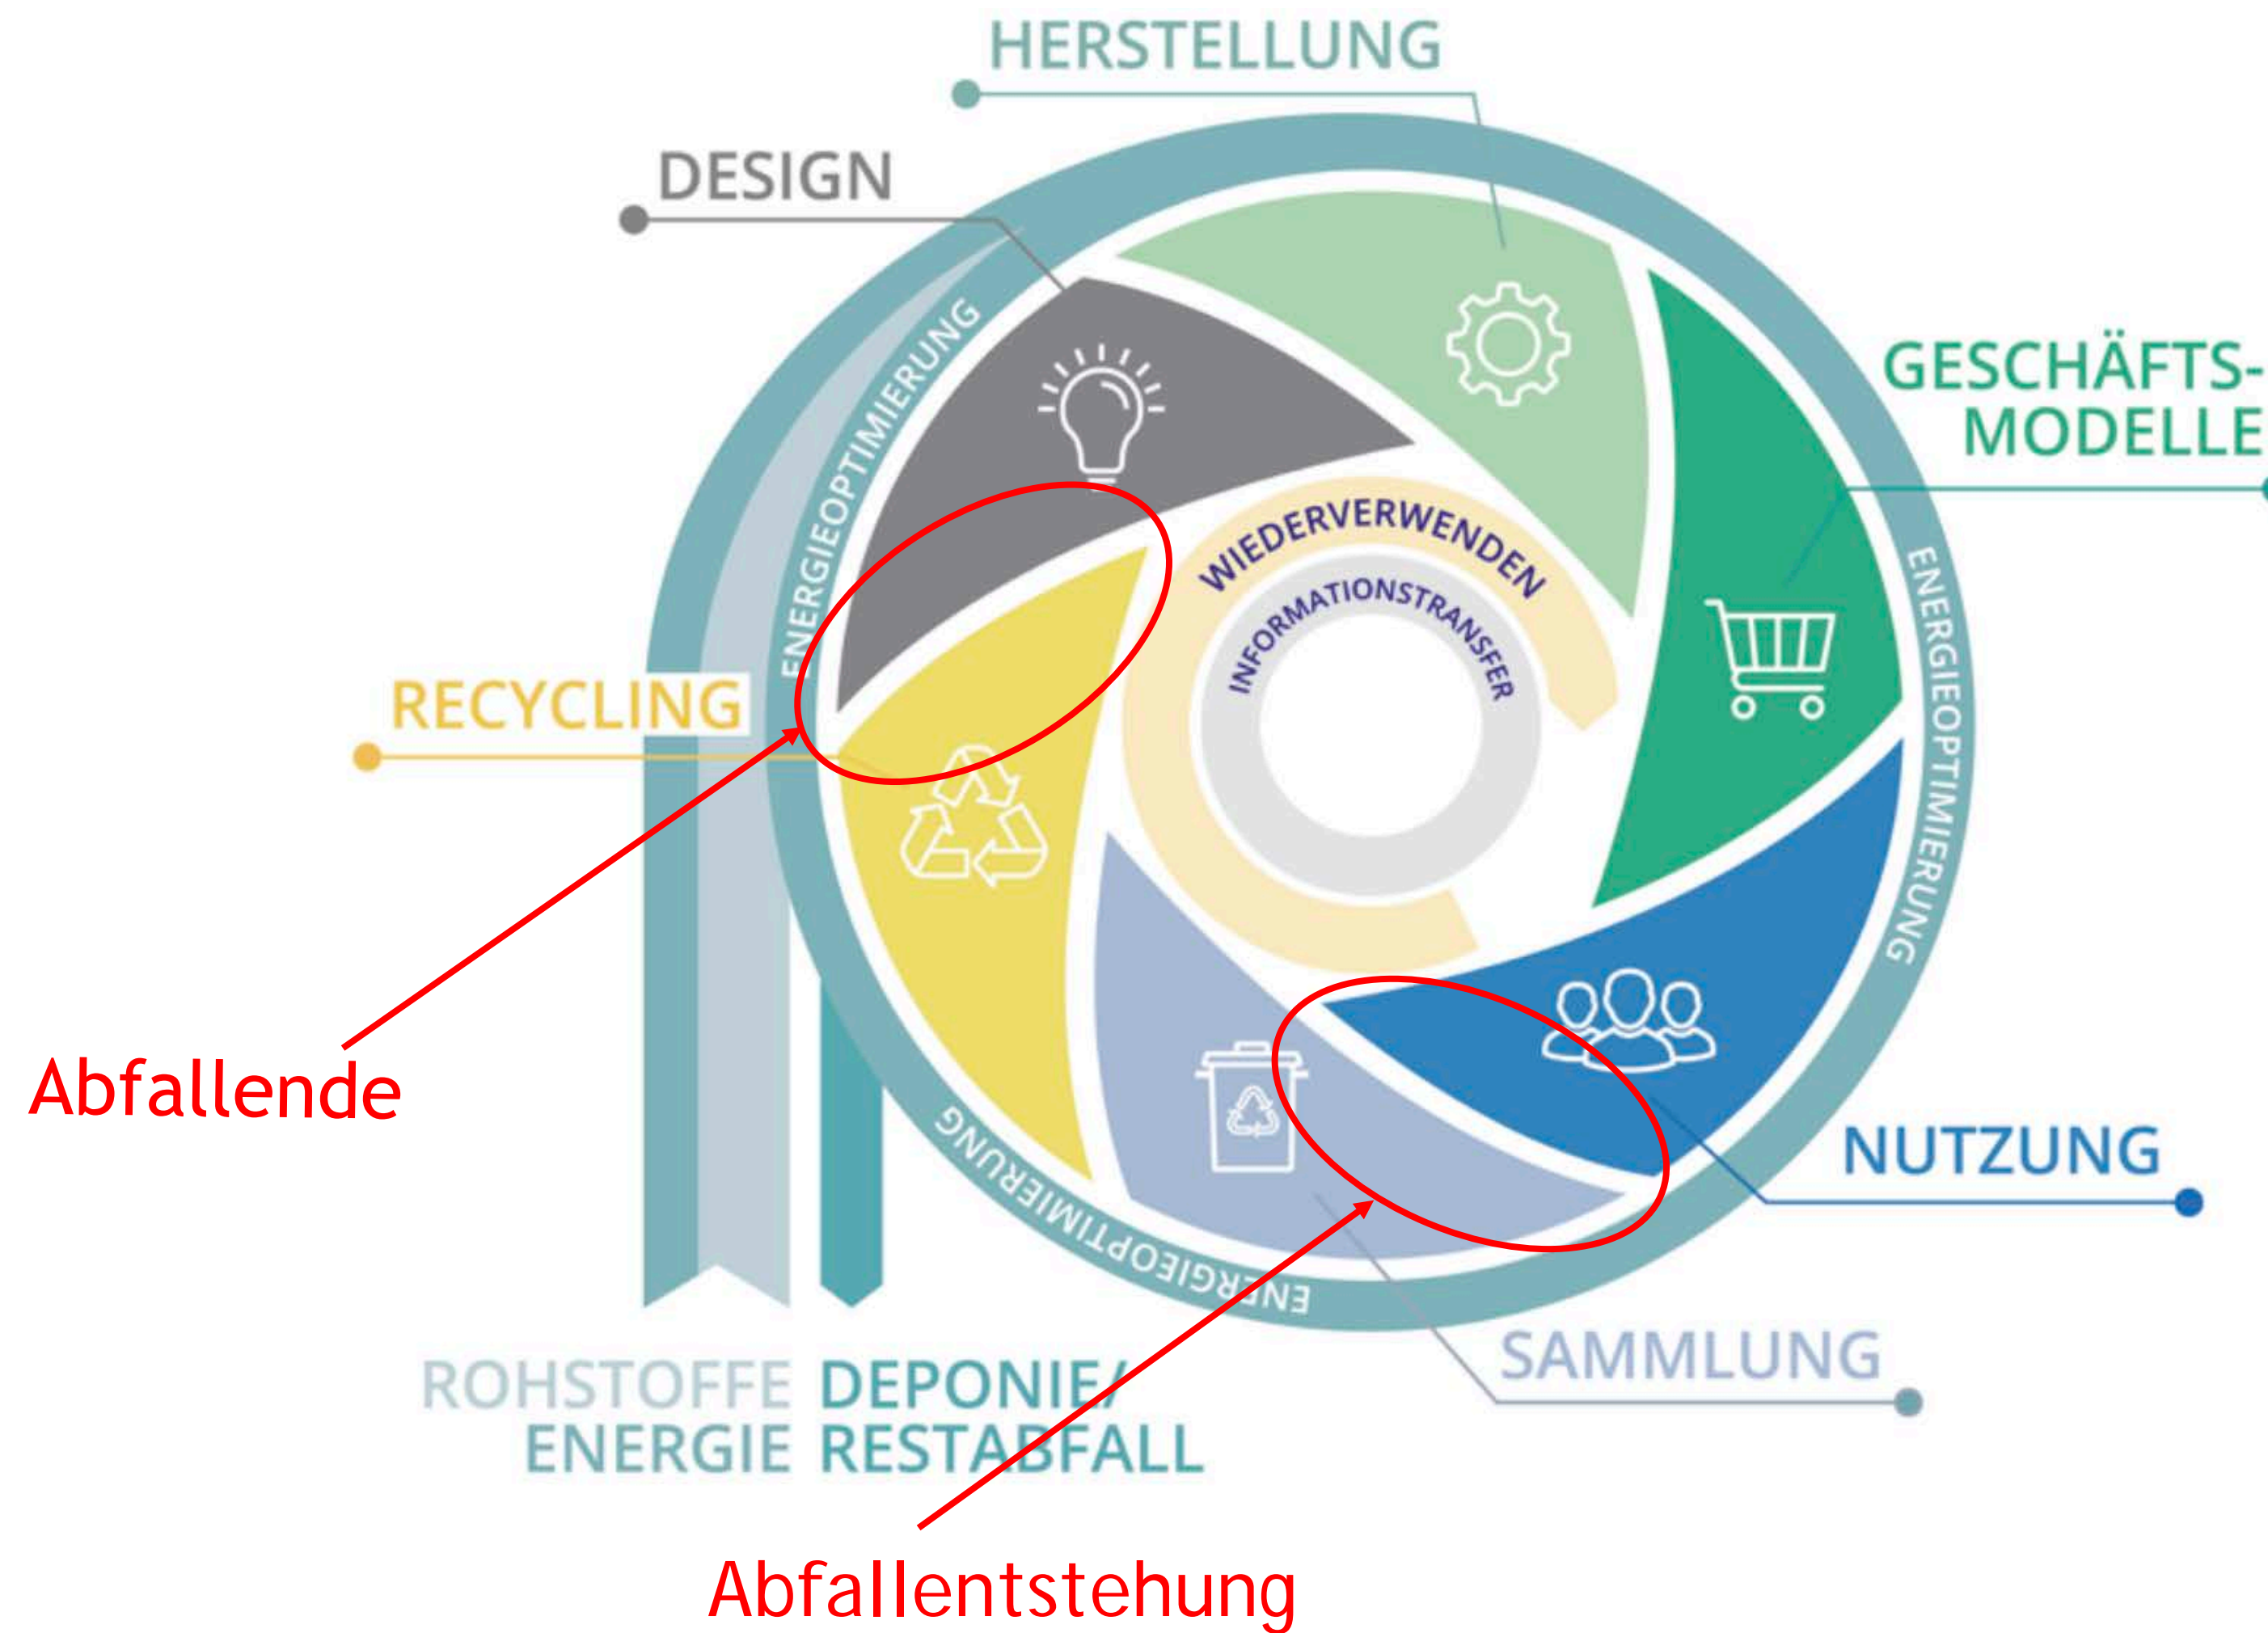 HERSTELLUNG
DESIGN
GESCHÄFTS-
MODELLE
ENERGIEOPTIMIERUNG
WIEDERVERWENDEN
INFORMATIONSTRANSFER
ENERGIEOPTIMIERUNG
RECYCLING
Abfallende
NUTZUNG
ENERGIEOPTIMIERUNG
SAMMLUNG
ROHSTOFFE
ENERGIE
DEPONIE/
RESTABFALL
Abfallentstehung